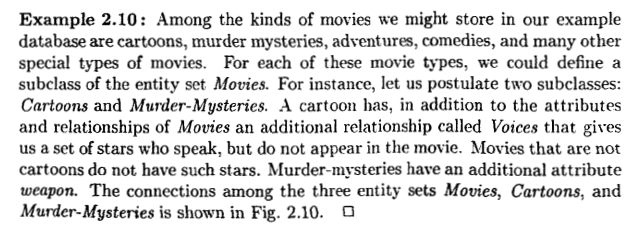 Example 2.10: Among the kinds of movies we might store in our example
database are cartoons, murder mysteries, adventures, comedies, and many other
special types of movies. For each of these movie types, we could define a
subclass of the entity set Movies. For instance, let us postulate two subclasses:
Cartoons and Murder-Mysteries. A cartoon has, in addition to the attributes
and relationships of Movies an additional relationship called Voices that gives
us a set of stars who speak, but do not appear in the movie. Movies that are not
cartoons do not have such stars. Murder-mysteries have an additional attribute
weapon. The connections among the three entity sets Movies, Cartoons, and
Murder-Mysteries is shown in Fig. 2.10. □